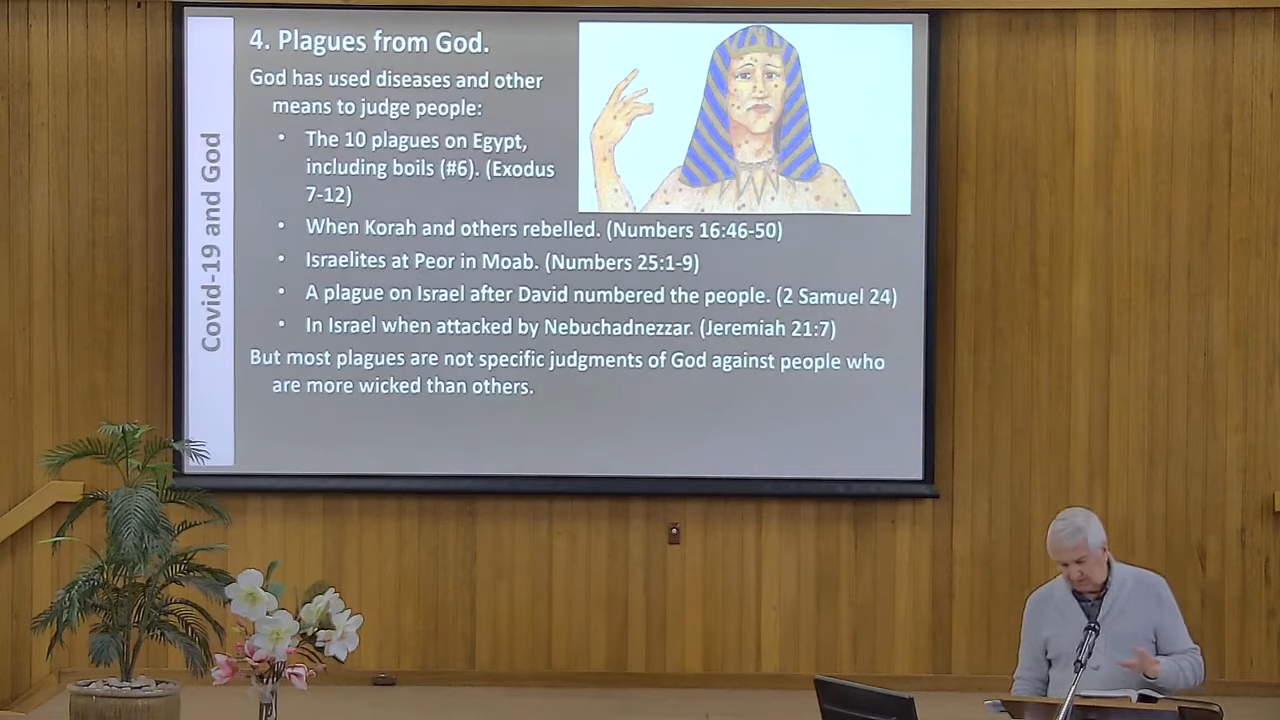 Covid-19 and God
4. Plagues from God.
God has used diseases and other
means to judge people:
• The 10 plagues on Egypt,
including boils (#6). (Exodus
7-12)
• When Korah and others rebelled. (Numbers 16:46-50)
• Israelites at Peor in Moab. (Numbers 25:1-9)
• A plague on Israel after David numbered the people. (2 Samuel 24)
• In Israel when attacked by Nebuchadnezzar. (Jeremiah 21:7)
But most plagues are not specific judgments of God against people who
are more wicked than others.